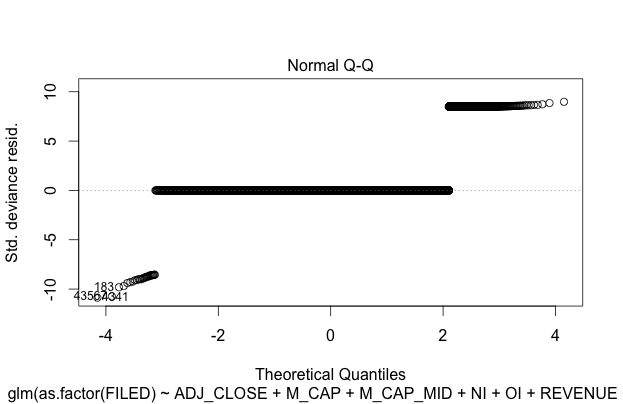 Normal Q-Q
Std. deviance resid.
10
5
0
-5
-10
183
-4
-2
0
2
4
Theoretical Quantiles
glm(as.factor(FILED) ~ ADJ_CLOSE + M_CAP + M_CAP_MID + NI + OI + REVENUE